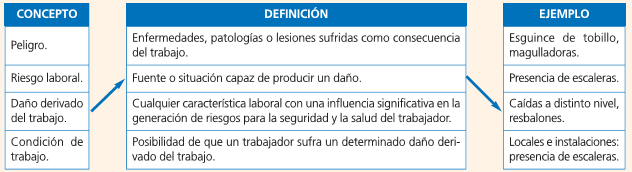 CONCEPTO
Peligro.
Riesgo laboral.
Daño derivado
del trabajo.
Condición de
trabajo.
DEFINICIÓN
Enfermedades, patologías o lesiones sufridas como consecuencia
del trabajo.
Fuente o situación capaz de producir un daño.
Cualquier característica laboral con una influencia significativa en la
generación de riesgos para la seguridad y la salud del trabajador.
Posibilidad de que un trabajador sufra un determinado daño deri-
vado del trabajo.
EJEMPLO
Esguince de tobillo,
magulladoras.
Presencia de escaleras.
Caídas a distinto nivel,
resbalones.
Locales e instalaciones:
presencia de escaleras.